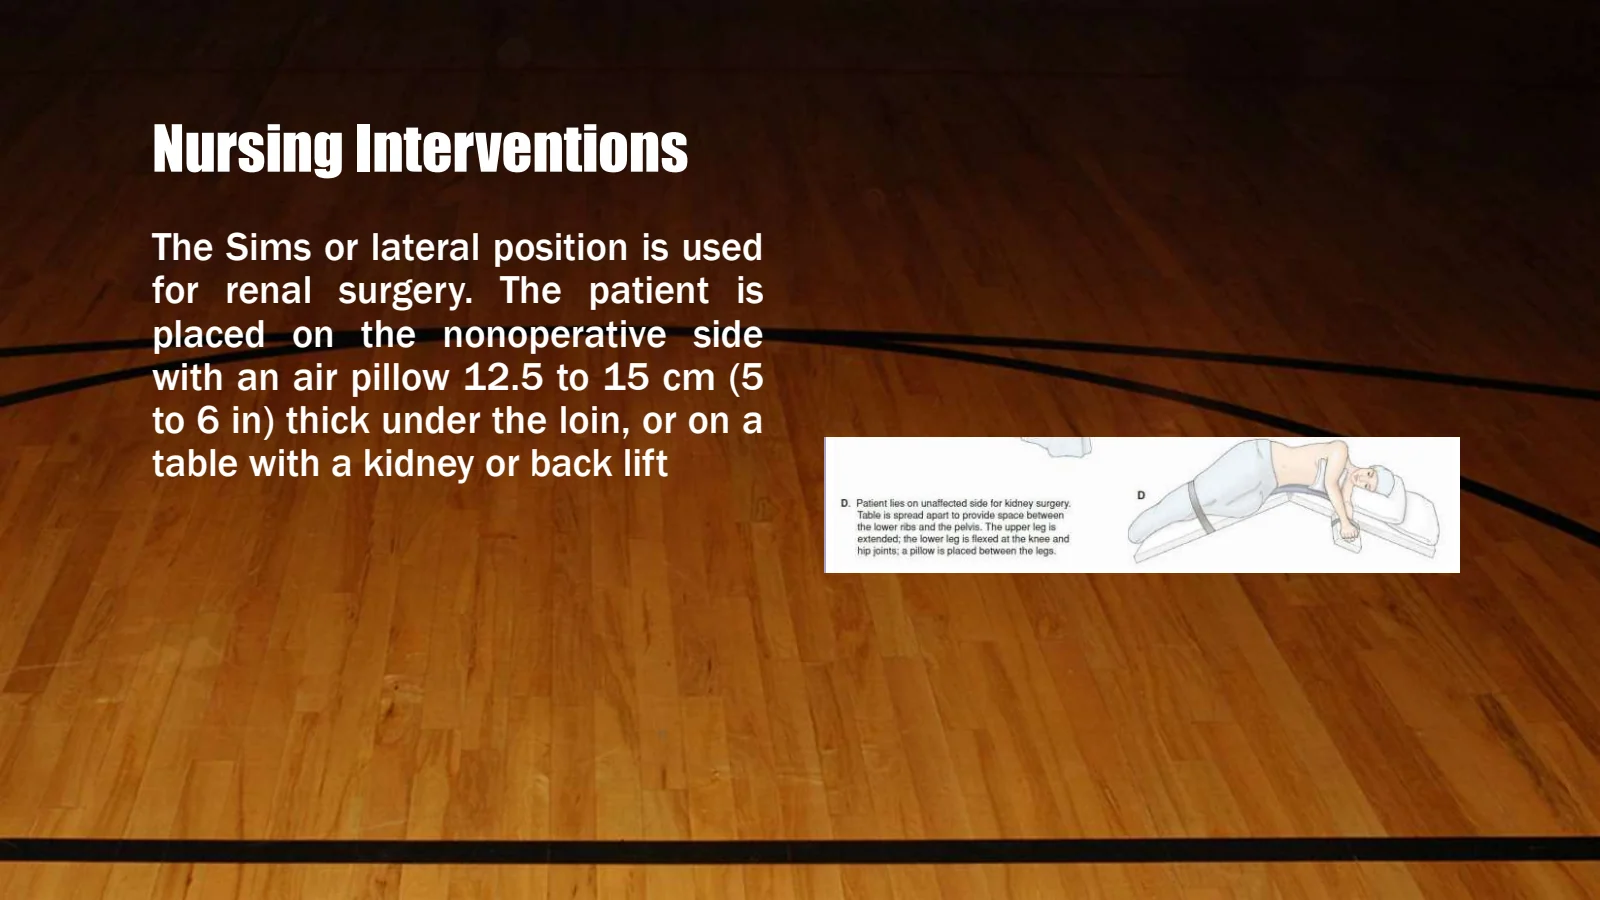 Nursing Interventions
The Sims or lateral position is used
for renal surgery. The patient is
placed on the nonoperative side
with an air pillow 12.5 to 15 cm (5
to 6 in) thick under the loin, or on a
table with a kidney or back lift
D. Patient lies on unaffected side for kidney surgery.
Table is spread apart to provide space between
the lower ribs and the pelvis. The upper leg is
extended; the lower leg is flexed at the knee and
hip joints; a pillow is placed between the legs.
D